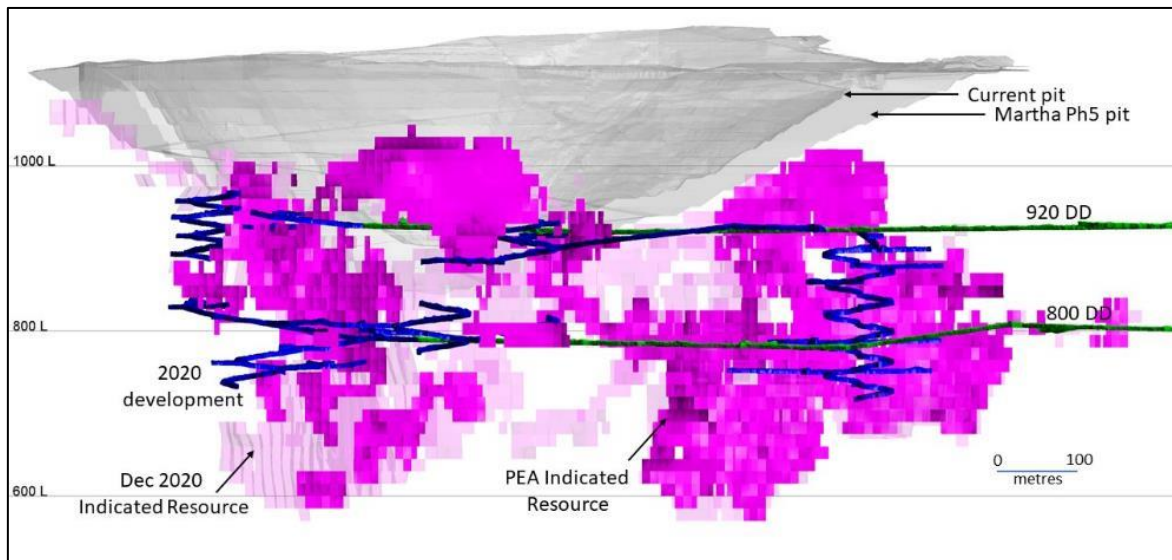 Current pit
Martha Ph5 pit
1000 L
920 DD
800 DD
800 L
2020
development
Dec 2020
Indicated Resource
PEA Indicated
Resource
0 100
metres
600 L